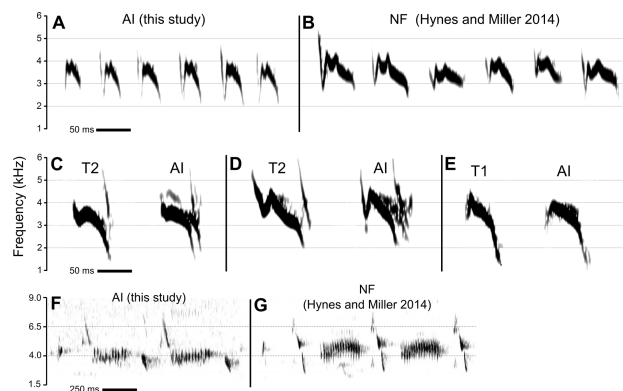 A AI (this study)
B NF (Hynes and Miller 2014)
6
5
4
3
2
1
50 ms
Frequency (kHz)
C T2 AI
D T2 AI
E T1 AI
6
5
4
3
2
1
50 ms
F AI (this study)
G NF
(Hynes and Miller 2014)
9.0
6.5
4.0
1.5
250 ms